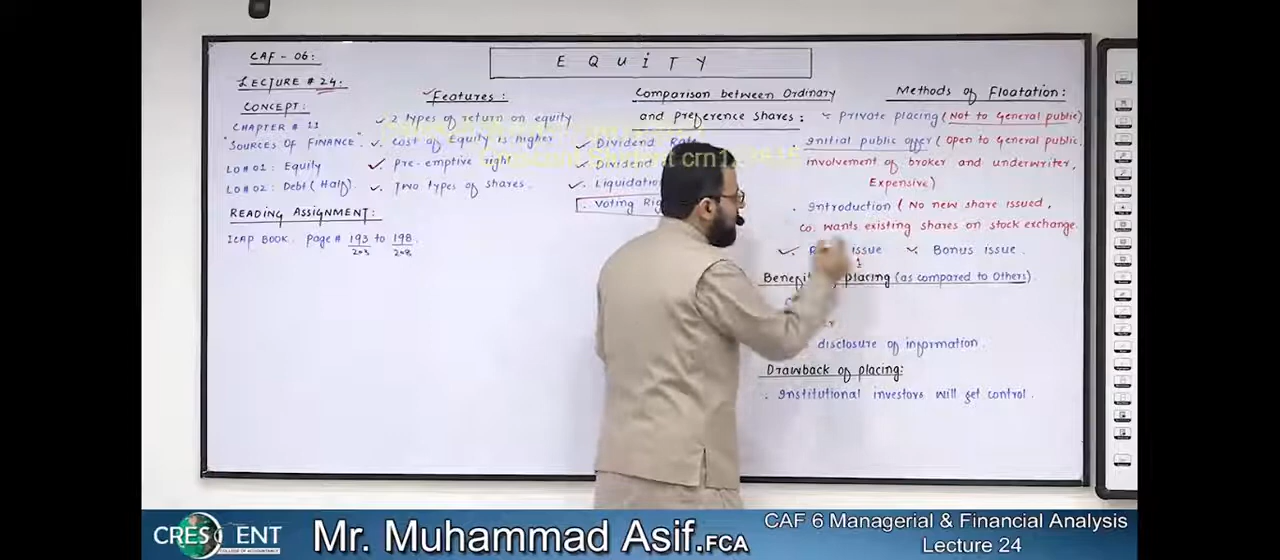 CAF - 06:
LECTURE # 24.
CONCEPT:
CHAPTER # 11
"SOURCES OF FINANCE"
LO# 01: Equity
LO# 02: Debt (Half)
READING ASSIGNMENT:
ICAP BOOK. Page # 193 to 198.
203 208
EQUITY
Features:
2 types of return on equity
Cost of Equity is higher
Pre-emptive right
Two types of shares.
Comparison between Ordinary
and preference shares:
Dividend Rate
Dividend
Liquidation
Voting
Methods of Floatation:
Private placing (Not to General public)
Initial public offer (Open to General public,
involvement of broker and underwriter,
Expensive)
Introduction (No new share issued,
Co. wants existing shares on stock exchange.
issue
Bonus issue.
placing (as compared to Others).
disclosure of information.
Drawback of placing:
Institutional investors will get control.
CRESCENT
COLLEGE OF ACCOUNTANCY
Mr. Muhammad Asif.FCA
CAF 6 Managerial & Financial Analysis
Lecture 24